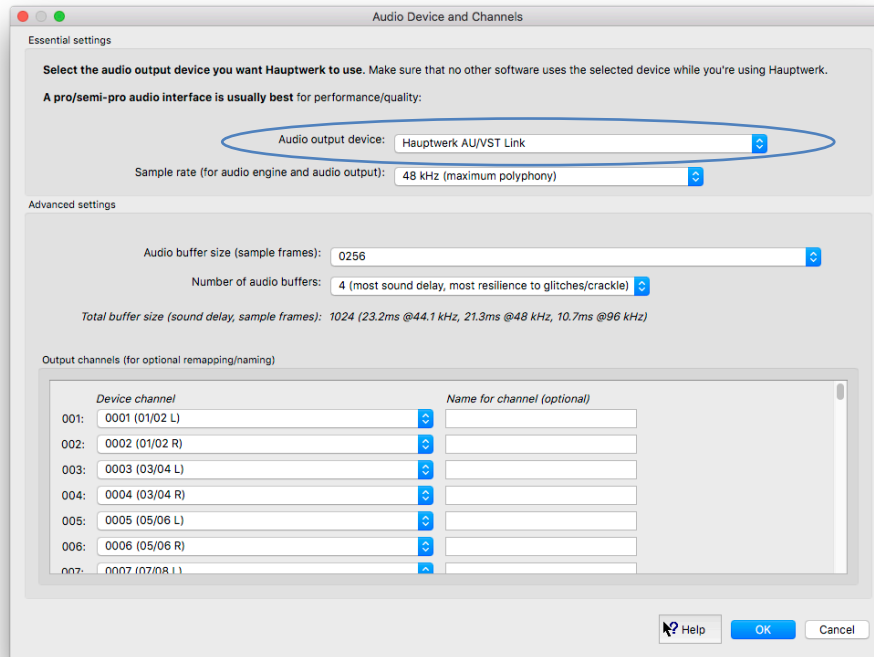 Audio Device and Channels
Essential settings
Select the audio output device you want Hauptwerk to use. Make sure that no other software uses the selected device while you're using Hauptwerk.
A pro/semi-pro audio interface is usually best for performance/quality:
Audio output device: Hauptwerk AU/VST Link
Sample rate (for audio engine and audio output): 48 kHz (maximum polyphony)
Advanced settings
Audio buffer size (sample frames): 0256
Number of audio buffers: 4 (most sound delay, most resilience to glitches/crackle)
Total buffer size (sound delay, sample frames): 1024 (23.2ms @44.1 kHz, 21.3ms @48 kHz, 10.7ms @96 kHz)
Output channels (for optional remapping/naming)
Device channel Name for channel (optional)
001: 0001 (01/02 L)
002: 0002 (01/02 R)
003: 0003 (03/04 L)
004: 0004 (03/04 R)
005: 0005 (05/06 L)
006: 0006 (05/06 R)
007: 0007 (07/08 L)
? Help OK Cancel